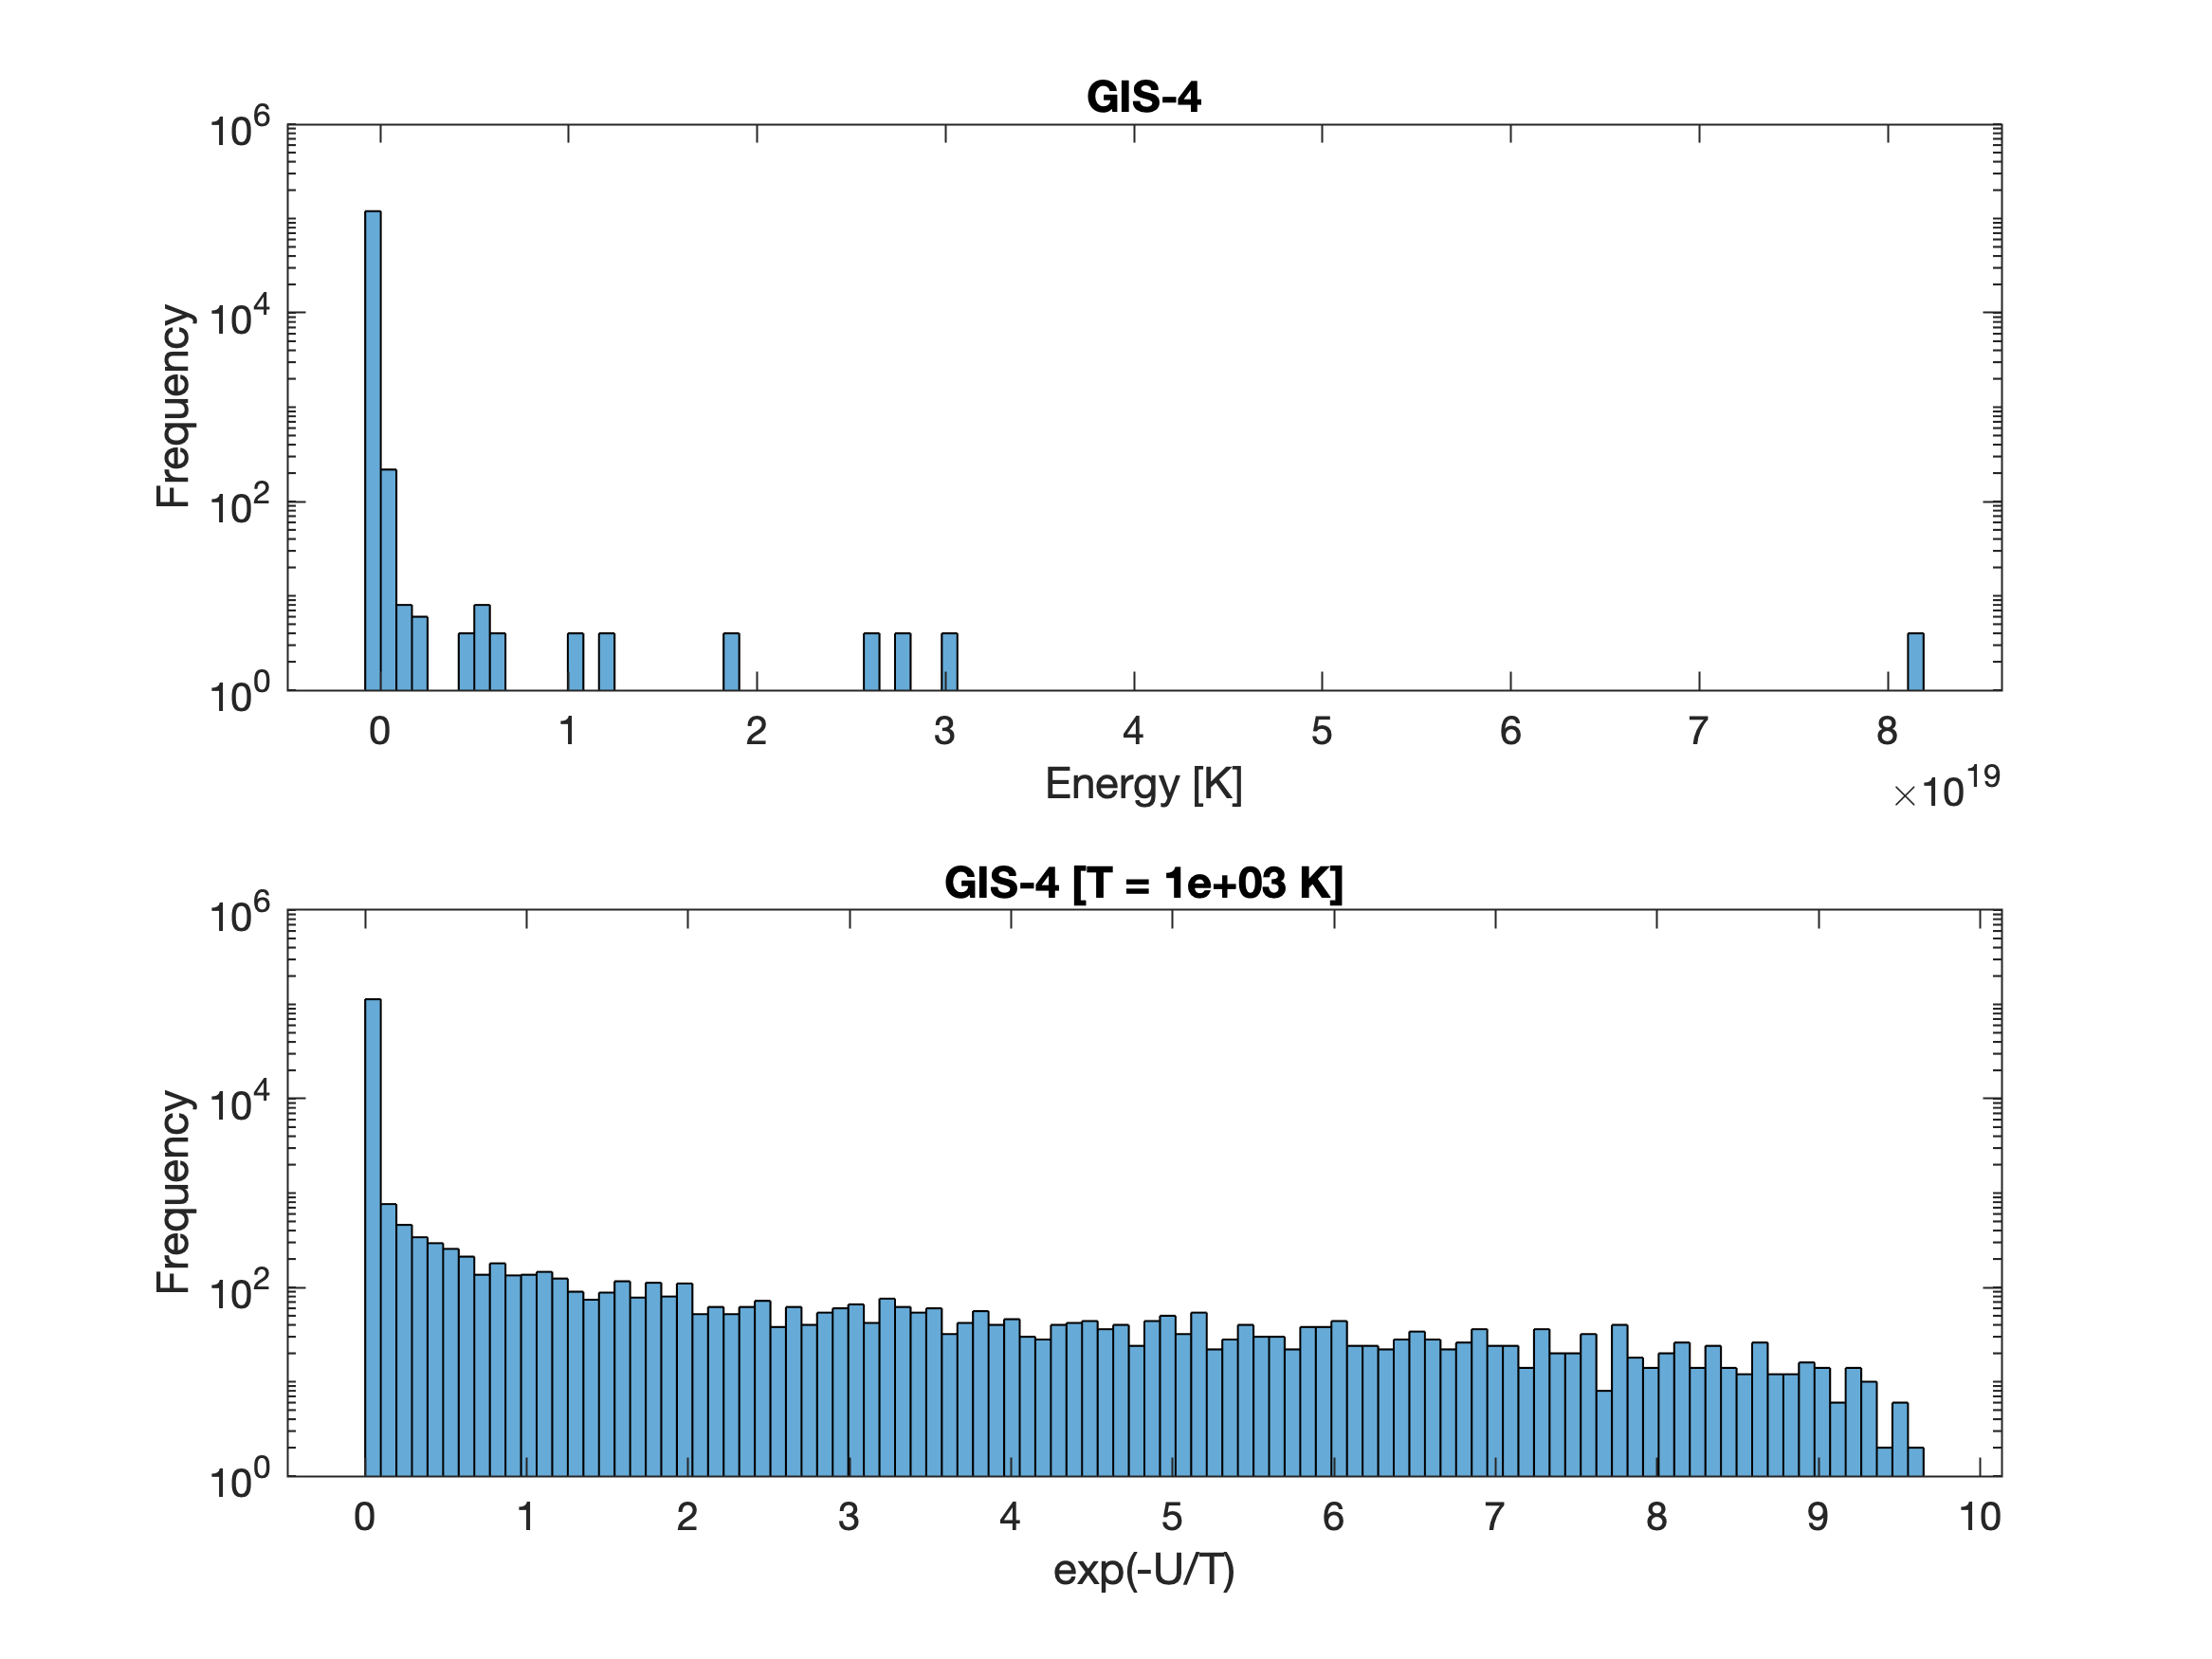 GIS-4
10^6
10^4
10^2
10^0
Frequency
0 1 2 3 4 5 6 7 8
×10^19
Energy [K]
GIS-4 [T = 1e+03 K]
10^6
10^4
10^2
10^0
Frequency
0 1 2 3 4 5 6 7 8 9 10
exp(-U/T)